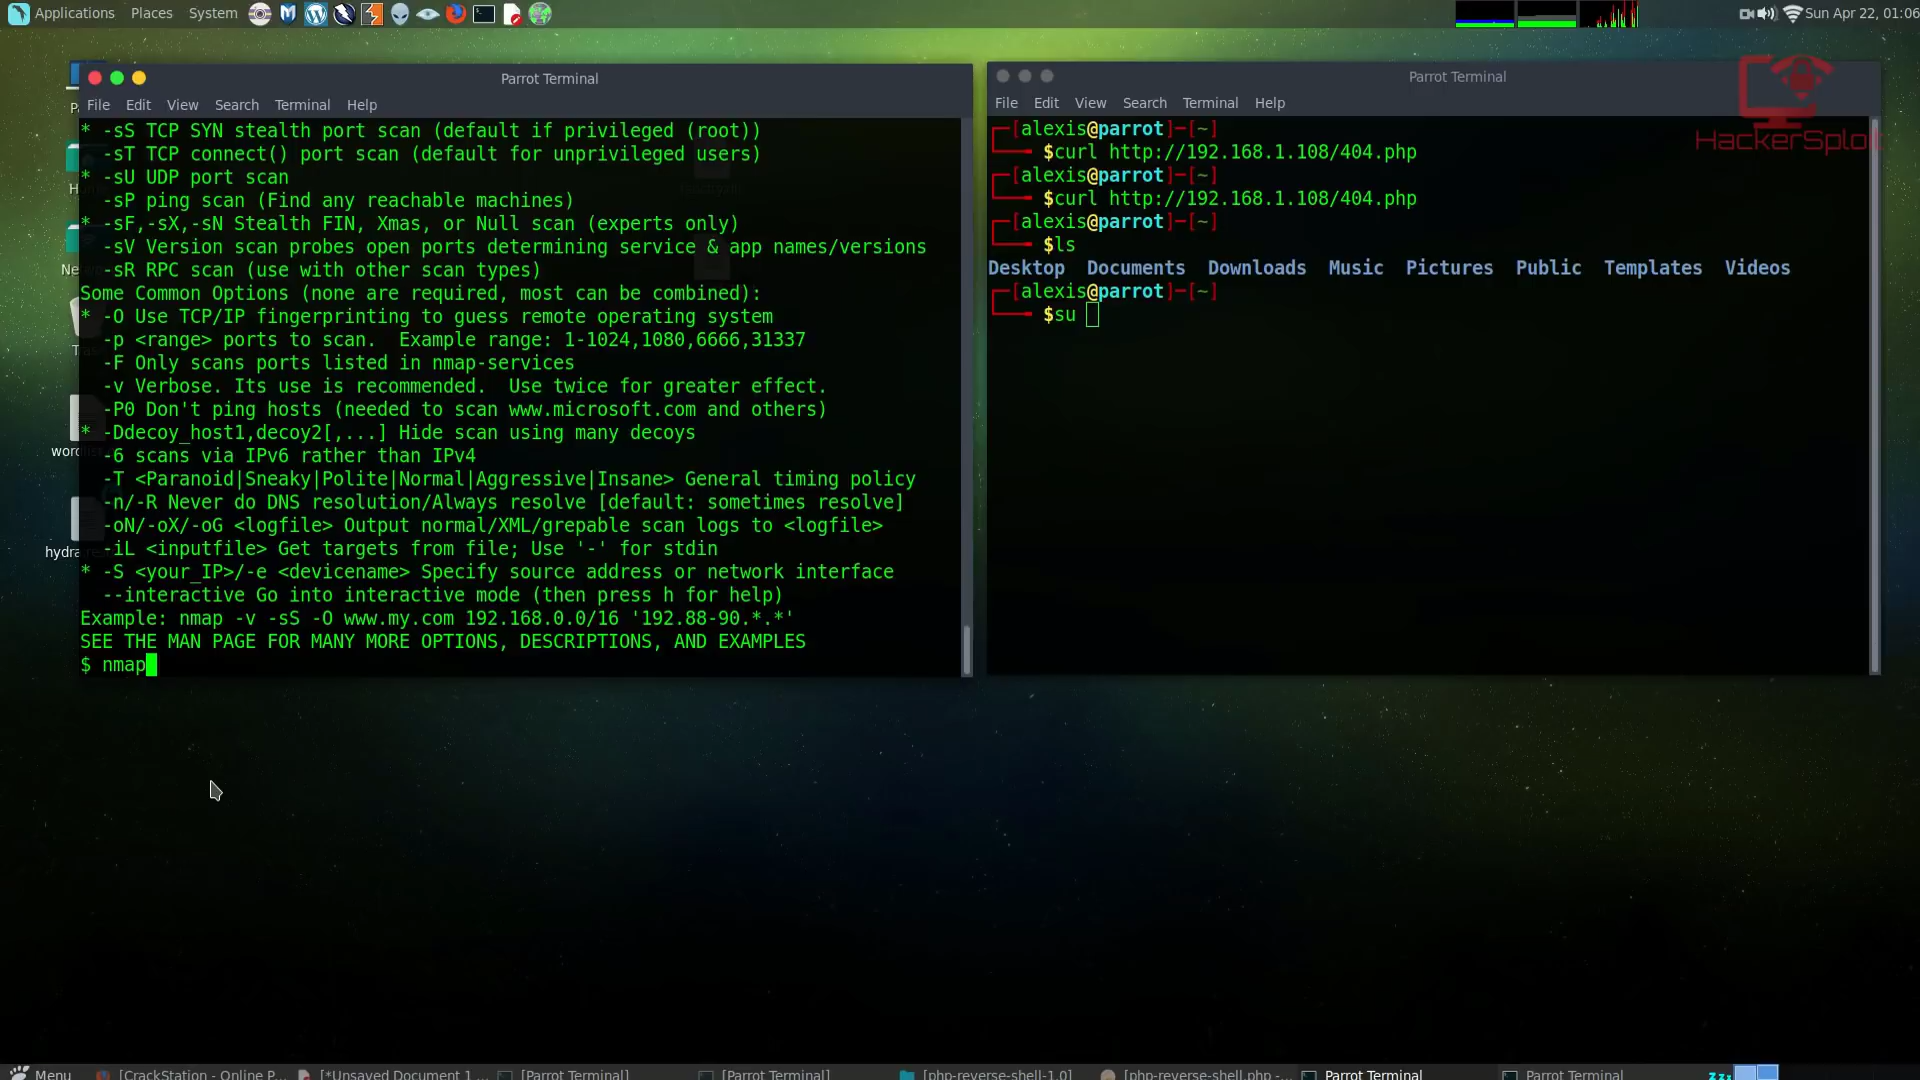 Applications Places System
Sun Apr 22, 01:06
Parrot Terminal
File Edit View Search Terminal Help
* -sS TCP SYN stealth port scan (default if privileged (root))
-sT TCP connect() port scan (default for unprivileged users)
* -sU UDP port scan
-sP ping scan (Find any reachable machines)
* -sF,-sX,-sN Stealth FIN, Xmas, or Null scan (experts only)
-sV Version scan probes open ports determining service & app names/versions
-sR RPC scan (use with other scan types)
Some Common Options (none are required, most can be combined):
* -O Use TCP/IP fingerprinting to guess remote operating system
-p <range> ports to scan.  Example range: 1-1024,1080,6666,31337
-F Only scans ports listed in nmap-services
-v Verbose. Its use is recommended.  Use twice for greater effect.
-P0 Don't ping hosts (needed to scan www.microsoft.com and others)
* -Ddecoy_host1,decoy2[,...] Hide scan using many decoys
-6 scans via IPv6 rather than IPv4
-T <Paranoid|Sneaky|Polite|Normal|Aggressive|Insane> General timing policy
-n/-R Never do DNS resolution/Always resolve [default: sometimes resolve]
-oN/-oX/-oG <logfile> Output normal/XML/grepable scan logs to <logfile>
-iL <inputfile> Get targets from file; Use '-' for stdin
* -S <your_IP>/-e <devicename> Specify source address or network interface
--interactive Go into interactive mode (then press h for help)
Example: nmap -v -sS -O www.my.com 192.168.0.0/16 '192.88-90.*.*'
SEE THE MAN PAGE FOR MANY MORE OPTIONS, DESCRIPTIONS, AND EXAMPLES
$ nmap
Parrot Terminal
File Edit View Search Terminal Help
[alexis@parrot]-[~]
$curl http://192.168.1.108/404.php
[alexis@parrot]-[~]
$curl http://192.168.1.108/404.php
[alexis@parrot]-[~]
$ls
Desktop Documents Downloads Music Pictures Public Templates Videos
[alexis@parrot]-[~]
$su
HackerSploit
Menu [CrackStation - Online P... [*Unsaved Document 1 ... [Parrot Terminal] [Parrot Terminal] [php-reverse-shell-1.0] [php-reverse-shell.php -... Parrot Terminal Parrot Terminal